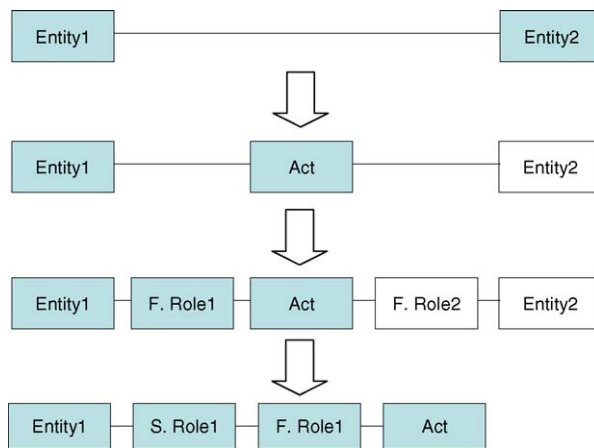 Entity1 Entity2
Entity1 Act Entity2
Entity1 F. Role1 Act F. Role2 Entity2
Entity1 S. Role1 F. Role1 Act